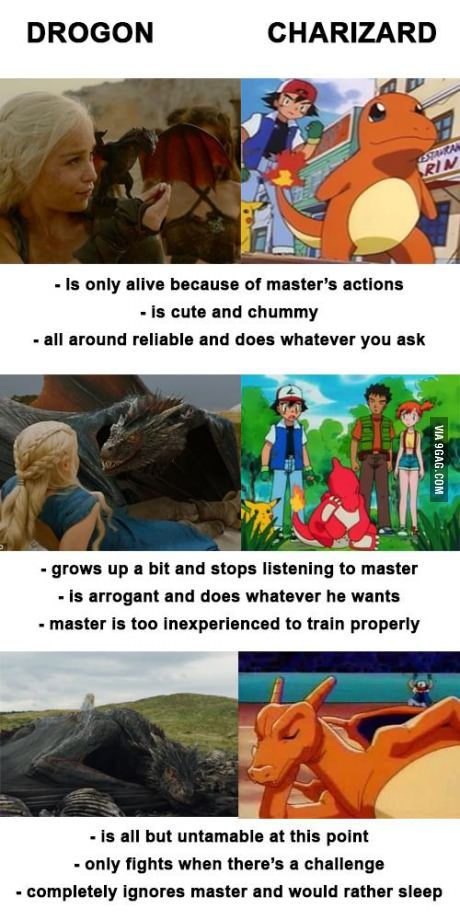 DROGON CHARIZARD
RIN
- Is only alive because of master's actions
- is cute and chummy
- all around reliable and does whatever you ask
VIA 9GAG.COM
- grows up a bit and stops listening to master
- is arrogant and does whatever he wants
- master is too inexperienced to train properly
- is all but untamable at this point
- only fights when there's a challenge
- completely ignores master and would rather sleep